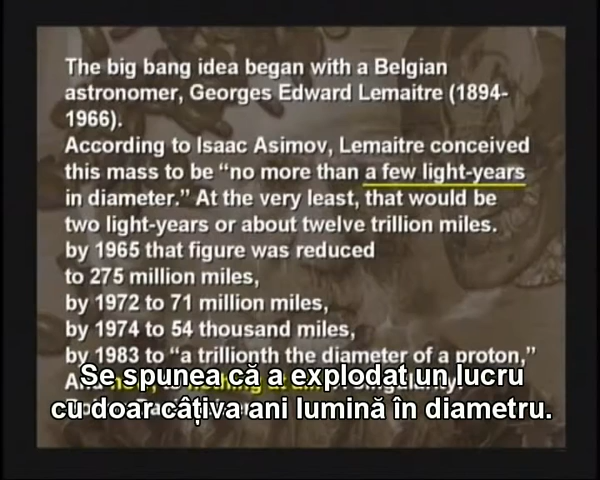 The big bang idea began with a Belgian
astronomer, Georges Edward Lemaitre (1894-
1966).
According to Isaac Asimov, Lemaitre conceived
this mass to be “no more than a few light-years
in diameter.” At the very least, that would be
two light-years or about twelve trillion miles.
by 1965 that figure was reduced
to 275 million miles,
by 1972 to 71 million miles,
by 1974 to 54 thousand miles,
by 1983 to “a trillionth the diameter of a proton,”
Se spunea că a explodat un lucru
cu doar câțiva ani lumină în diametru.